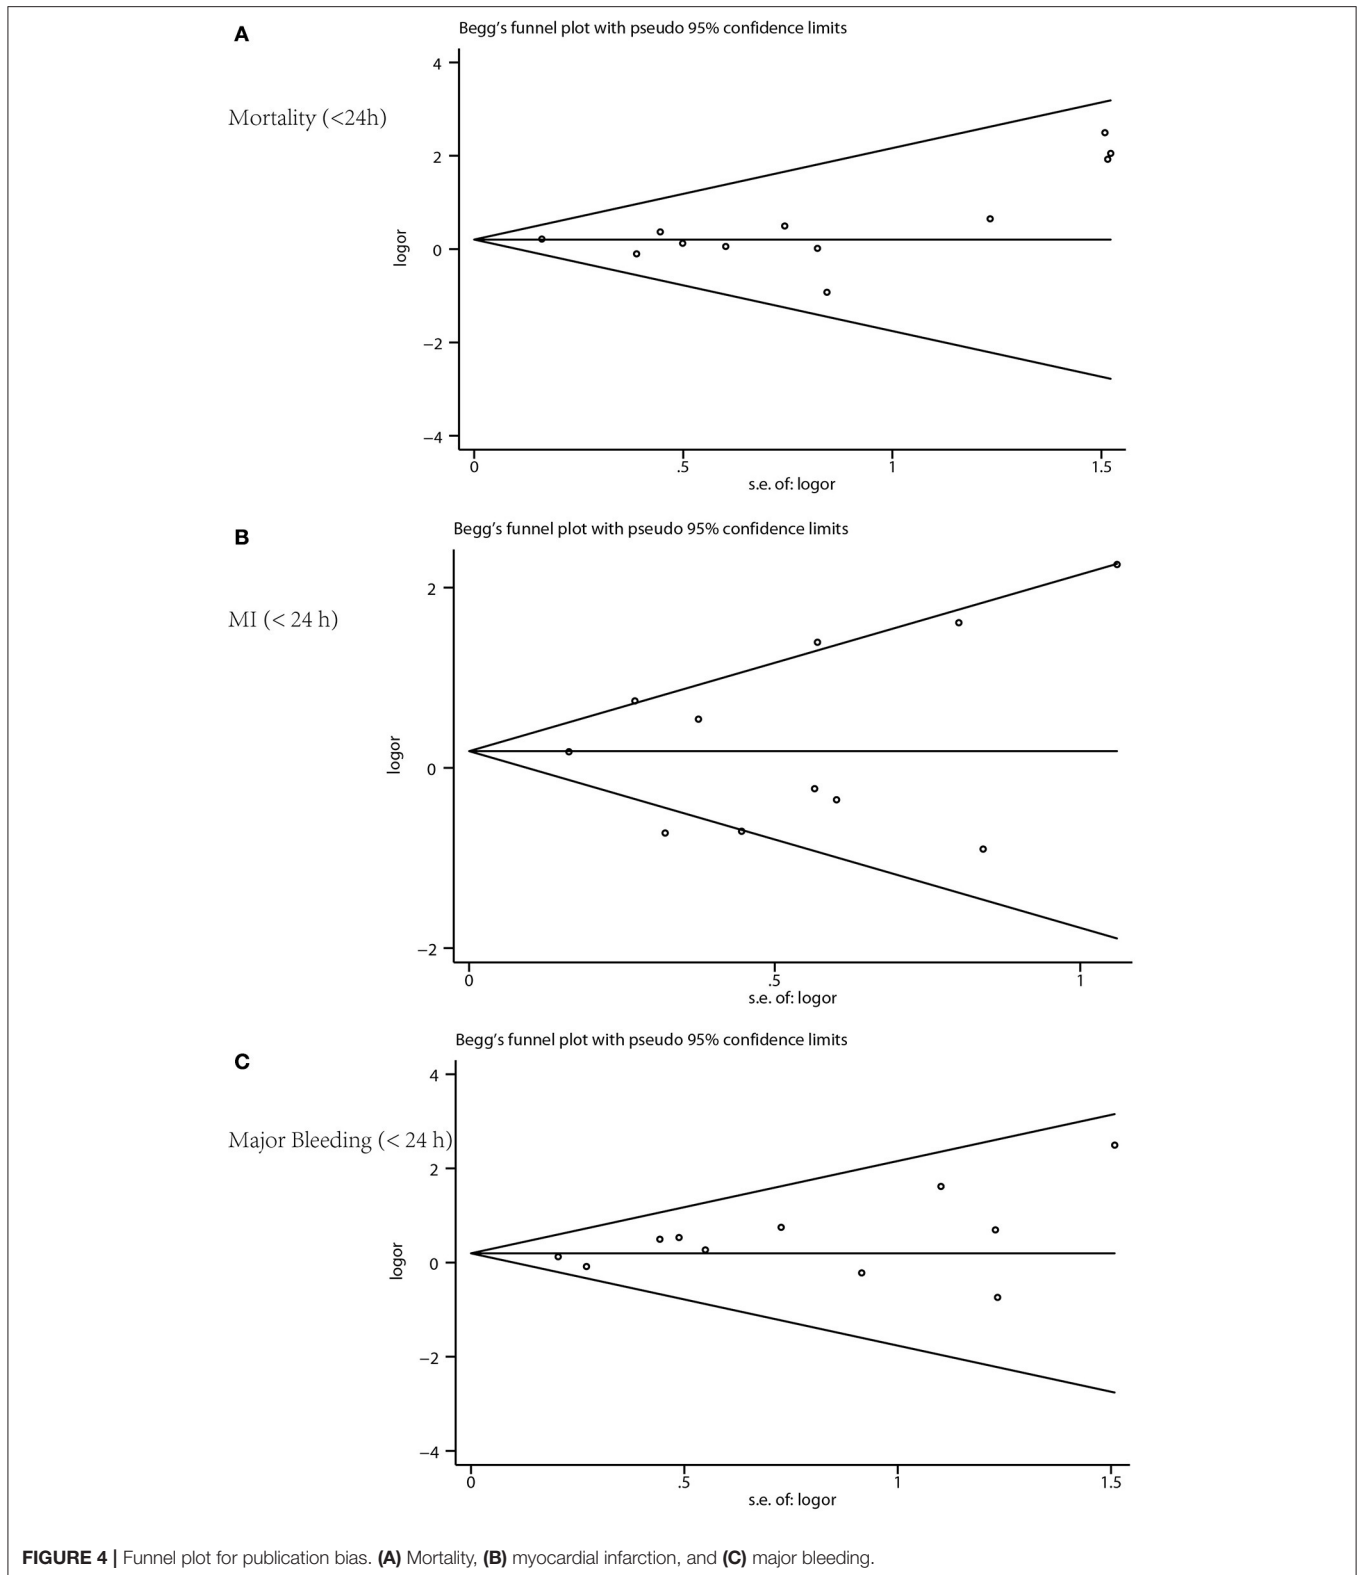 A
Begg's funnel plot with pseudo 95% confidence limits
Mortality (<24h)
4
2
0
−2
−4
logor
0 .5 1 1.5
s.e. of: logor
B
Begg's funnel plot with pseudo 95% confidence limits
MI (< 24 h)
2
0
−2
logor
0 .5 1
s.e. of: logor
C
Begg's funnel plot with pseudo 95% confidence limits
Major Bleeding (< 24 h)
4
2
0
−2
−4
logor
0 .5 1 1.5
s.e. of: logor
FIGURE 4 | Funnel plot for publication bias. (A) Mortality, (B) myocardial infarction, and (C) major bleeding.